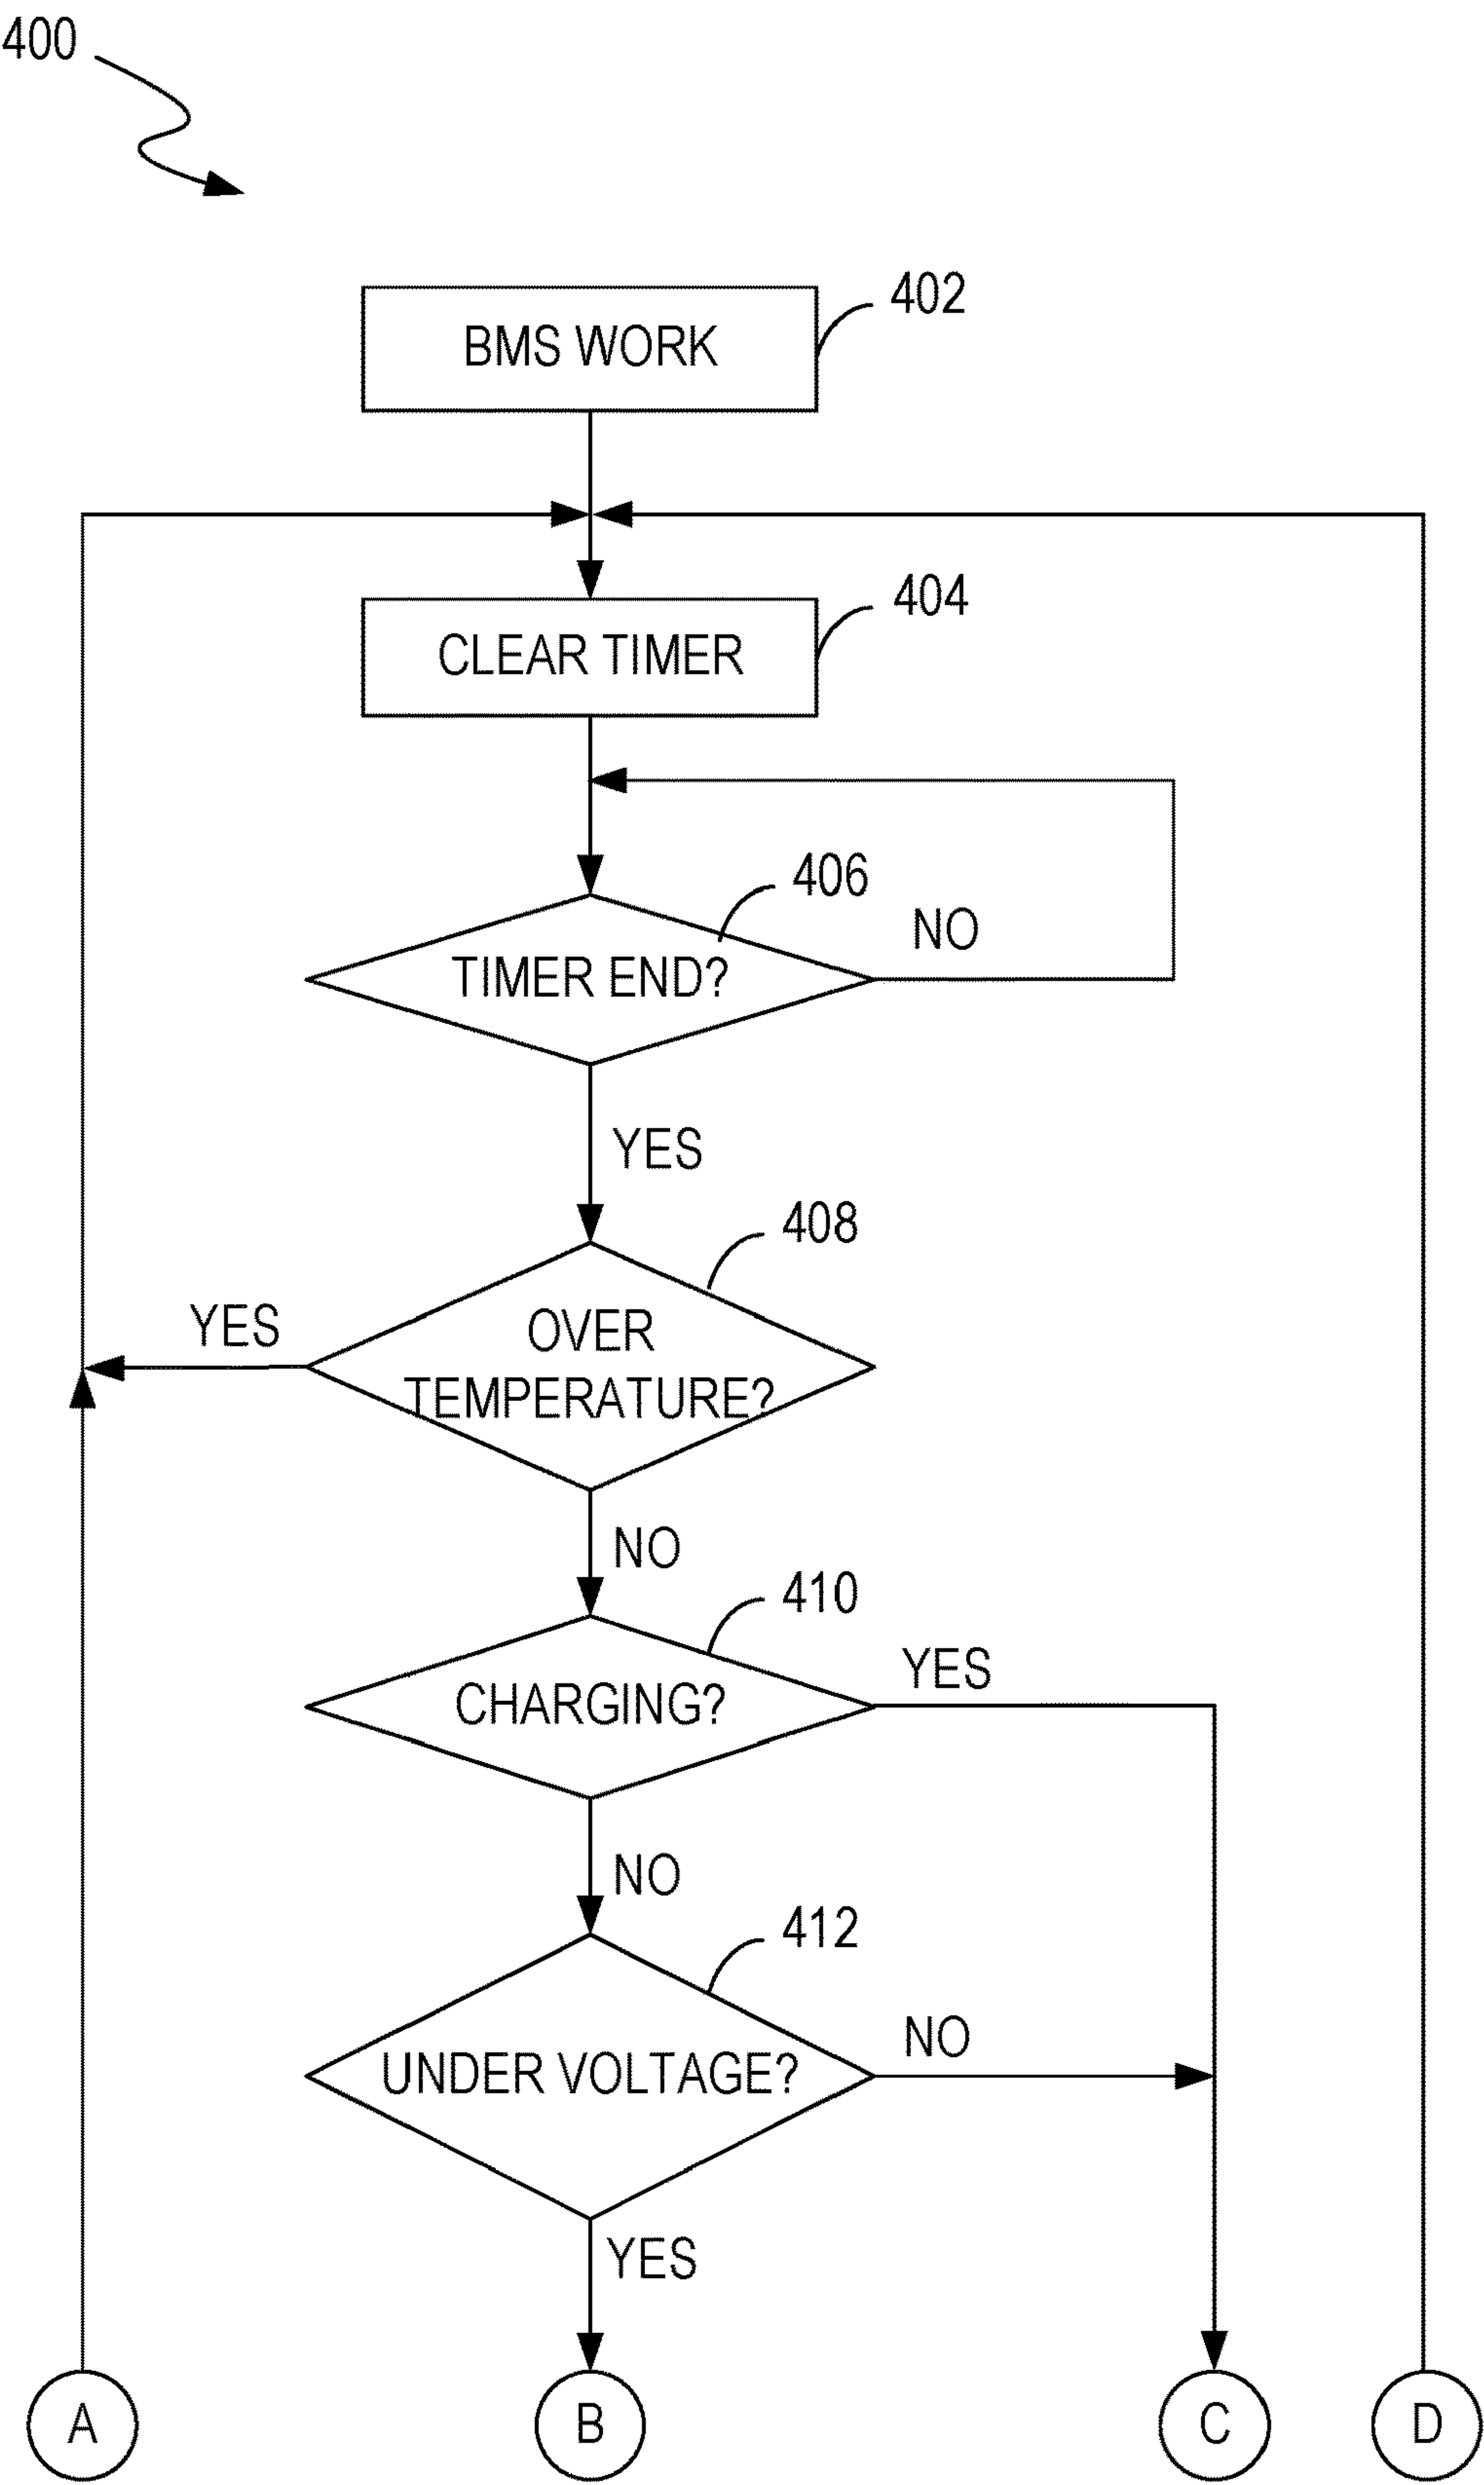 400
402
BMS WORK
404
CLEAR TIMER
406
NO
TIMER END?
YES
408
YES
OVER
TEMPERATURE?
NO
410
YES
CHARGING?
NO
412
NO
UNDER VOLTAGE?
YES
A
B
C
D